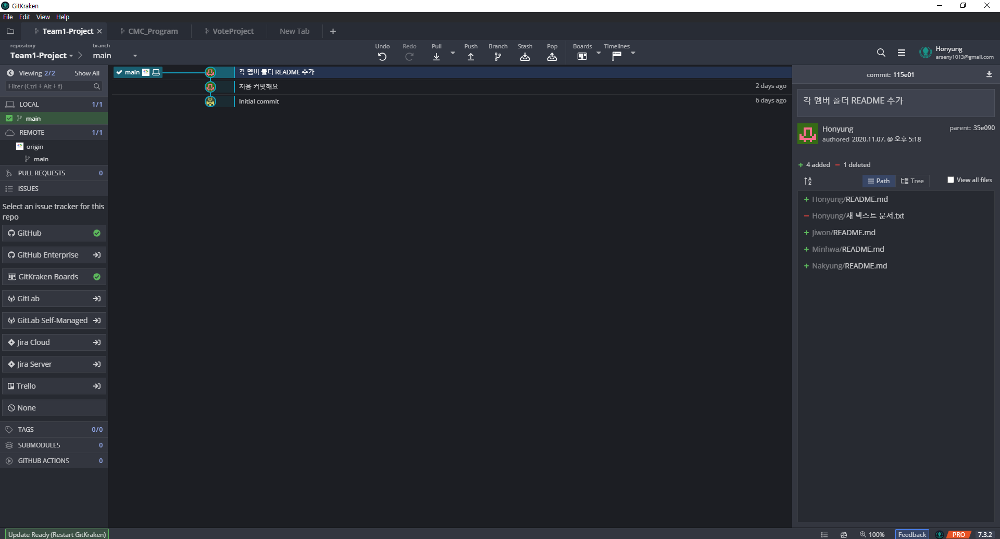 GitKraken
File Edit View Help
Team1-Project CMC_Program VoteProject New Tab
repository
Team1-Project
branch
main
Undo Redo Pull Push Branch Stash Pop Boards Timelines
Honyung
arseny1013@gmail.com
Viewing 2/2 Show All
Filter (Ctrl + Alt + f)
LOCAL 1/1
main
REMOTE 1/1
origin
main
PULL REQUESTS 0
ISSUES
Select an issue tracker for this
repo
GitHub
GitHub Enterprise
GitKraken Boards
GitLab
GitLab Self-Managed
Jira Cloud
Jira Server
Trello
None
TAGS 0/0
SUBMODULES 0
GITHUB ACTIONS 0
main 각 멤버 폴더 README 추가
처음 커밋해요 2 days ago
Initial commit 6 days ago
commit: 115e01
각 멤버 폴더 README 추가
Honyung
authored 2020.11.07. @ 오후 5:18
parent: 35e090
4 added 1 deleted
Path Tree View all files
Honyung/README.md
Honyung/새 텍스트 문서.txt
Jiwon/README.md
Minhwa/README.md
Nakyung/README.md
Update Ready (Restart GitKraken)
100% Feedback PRO 7.3.2